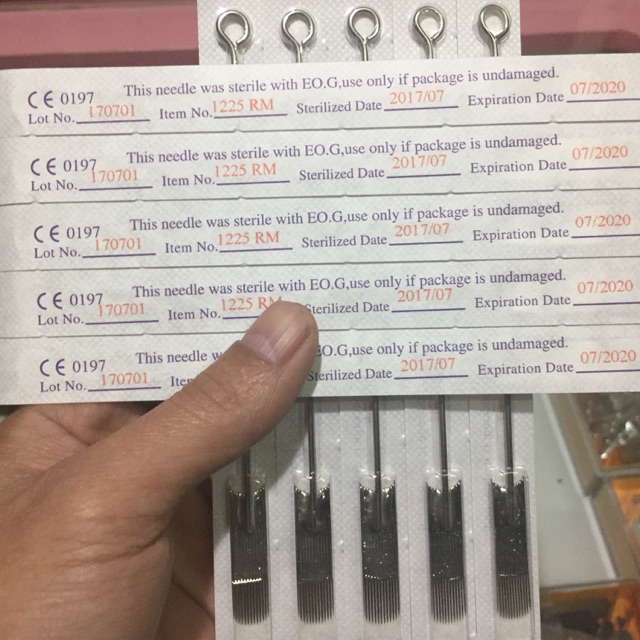 This needle was sterile with EO.G,use only if package is undamaged.
CE 0197
Lot No. 170701 Item No. 1225 RM Sterilized Date 2017/07 Expiration Date 07/2020
This needle was sterile with EO.G,use only if package is undamaged.
CE 0197
Lot No. 170701 Item No. 1225 RM Sterilized Date 2017/07 Expiration Date 07/2020
This needle was sterile with EO.G,use only if package is undamaged.
CE 0197
Lot No. 170701 Item No. 1225 RM Sterilized Date 2017/07 Expiration Date 07/2020
This needle was sterile with EO.G,use only if package is undamaged.
CE 0197
Lot No. 170701 Item No. 1225 RM Sterilized Date 2017/07 Expiration Date 07/2020
This needle EO.G,use only if package is undamaged.
CE 0197
Lot No. 170701 Sterilized Date 2017/07 Expiration Date 07/2020